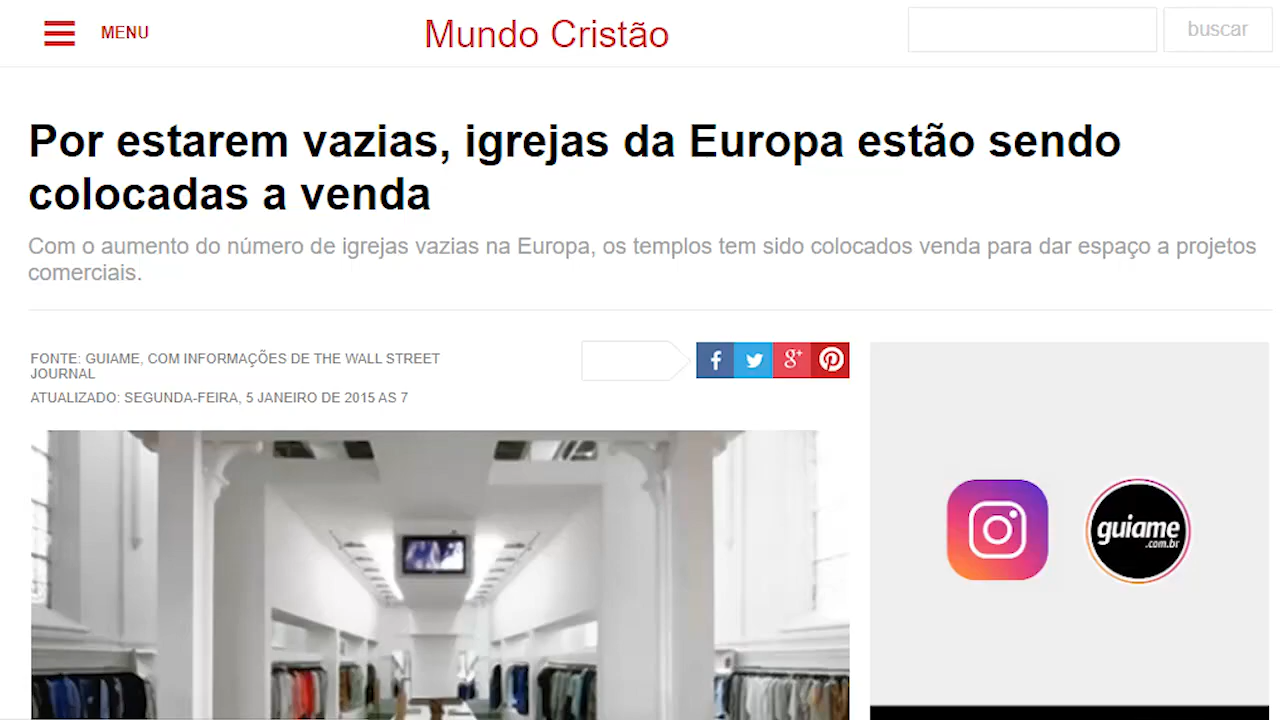 MENU
Mundo Cristão
buscar
Por estarem vazias, igrejas da Europa estão sendo
colocadas a venda
Com o aumento do número de igrejas vazias na Europa, os templos tem sido colocados venda para dar espaço a projetos
comerciais.
FONTE: GUIAME, COM INFORMAÇÕES DE THE WALL STREET
JOURNAL
ATUALIZADO: SEGUNDA-FEIRA, 5 JANEIRO DE 2015 AS 7
guiame
.com.br